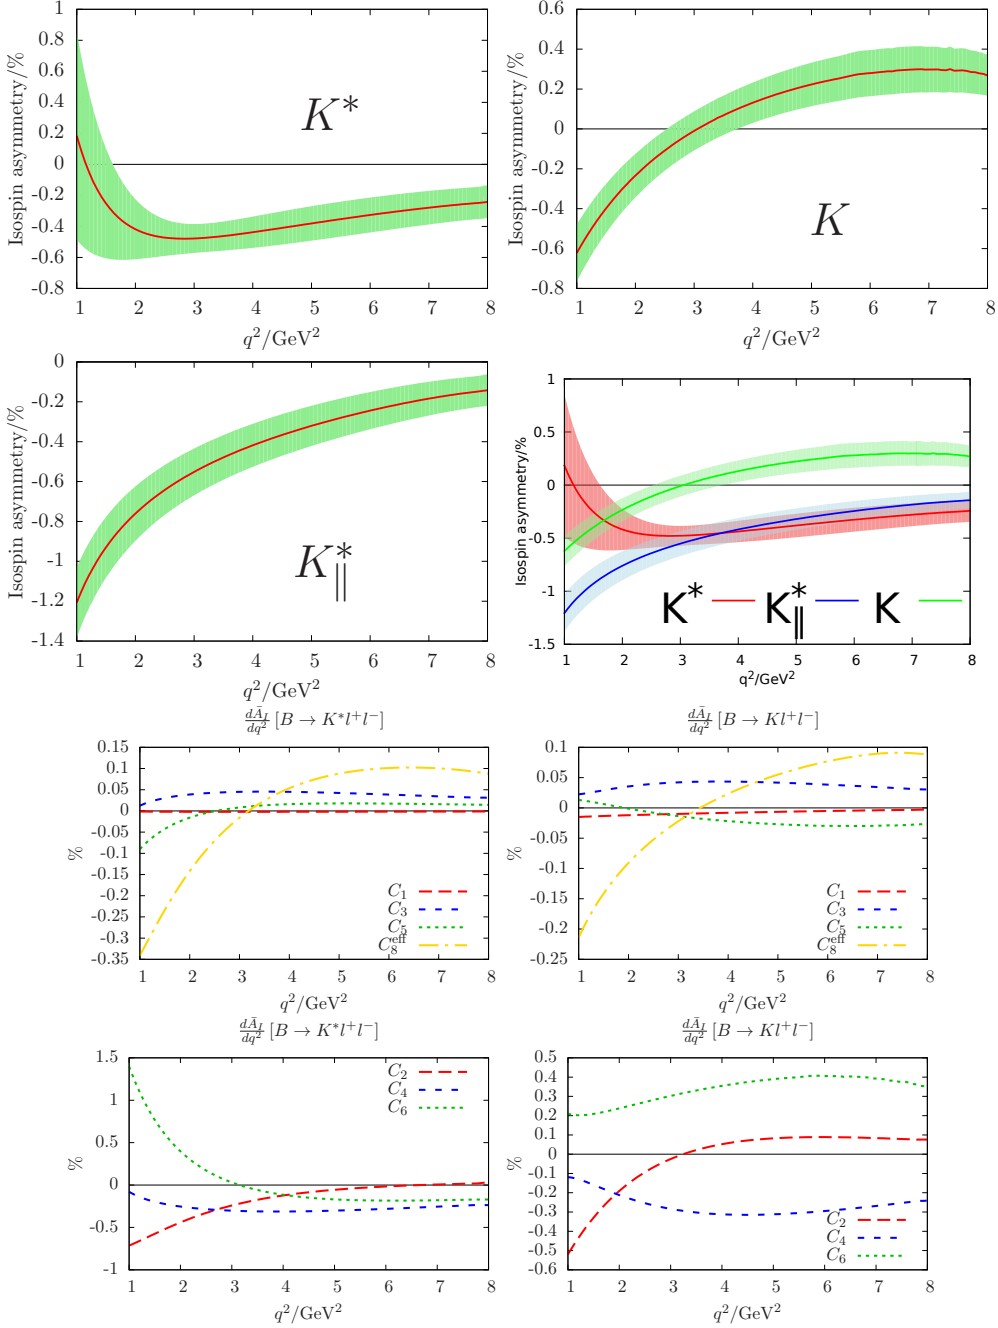 1
0.8
0.6
0.4
0.2
0
-0.2
-0.4
-0.6
-0.8
Isospin asymmetry/%
K*
1 2 3 4 5 6 7 8
q²/GeV²
0.6
0.4
0.2
0
-0.2
-0.4
-0.6
-0.8
Isospin asymmetry/%
K
1 2 3 4 5 6 7 8
q²/GeV²
0
-0.2
-0.4
-0.6
-0.8
-1
-1.2
-1.4
Isospin asymmetry/%
K*||
1 2 3 4 5 6 7 8
q²/GeV²
1
0.5
0
-0.5
-1
-1.5
Isospin asymmetry/%
K* K*|| K
1 2 3 4 5 6 7 8
q²/GeV²
dĀ_I/dq² [B → K*l⁺l⁻]
0.15
0.1
0.05
0
-0.05
-0.1
-0.15
-0.2
-0.25
-0.3
-0.35
%
C₁
C₃
C₅
C₈^eff
1 2 3 4 5 6 7 8
q²/GeV²
dĀ_I/dq² [B → Kl⁺l⁻]
0.1
0.05
0
-0.05
-0.1
-0.15
-0.2
-0.25
%
C₁
C₃
C₅
C₈^eff
1 2 3 4 5 6 7 8
q²/GeV²
dĀ_I/dq² [B → K*l⁺l⁻]
1.5
1
0.5
0
-0.5
-1
%
C₂
C₄
C₆
1 2 3 4 5 6 7 8
q²/GeV²
dĀ_I/dq² [B → Kl⁺l⁻]
0.5
0.4
0.3
0.2
0.1
0
-0.1
-0.2
-0.3
-0.4
-0.5
-0.6
%
C₂
C₄
C₆
1 2 3 4 5 6 7 8
q²/GeV²